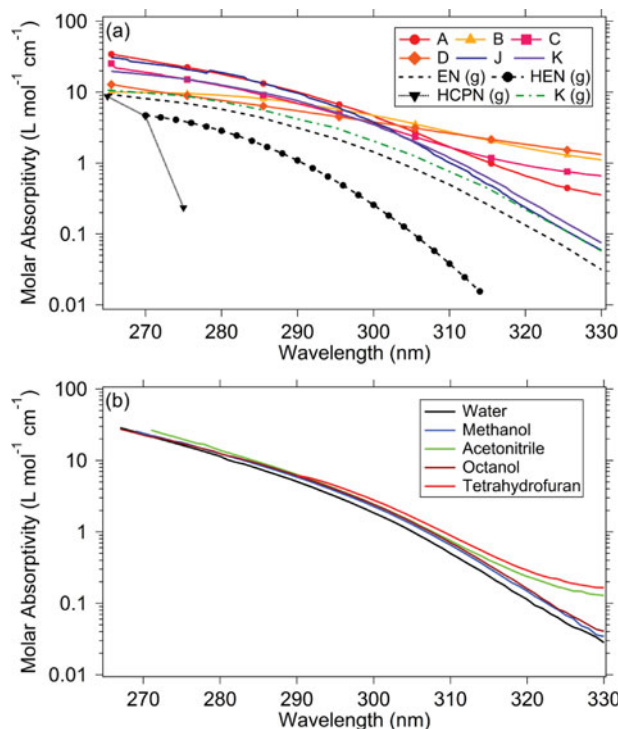 (a)
A B C
D J K
EN (g) HEN (g)
HCPN (g) K (g)
100
10
1
0.1
0.01
Molar Absorpitivty (L mol⁻¹ cm⁻¹)
270 280 290 300 310 320 330
Wavelength (nm)
(b)
Water
Methanol
Acetonitrile
Octanol
Tetrahydrofuran
100
10
1
0.1
0.01
Molar Absorptivity (L mol⁻¹ cm⁻¹)
270 280 290 300 310 320 330
Wavelength (nm)